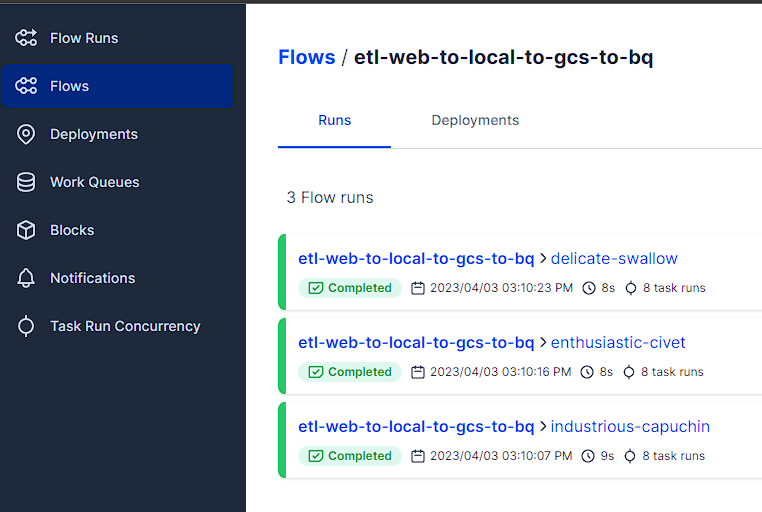 Flow Runs
Flows
Deployments
Work Queues
Blocks
Notifications
Task Run Concurrency
Flows / etl-web-to-local-to-gcs-to-bq
Runs Deployments
3 Flow runs
etl-web-to-local-to-gcs-to-bq > delicate-swallow
Completed 2023/04/03 03:10:23 PM 8s 8 task runs
etl-web-to-local-to-gcs-to-bq > enthusiastic-civet
Completed 2023/04/03 03:10:16 PM 8s 8 task runs
etl-web-to-local-to-gcs-to-bq > industrious-capuchin
Completed 2023/04/03 03:10:07 PM 9s 8 task runs